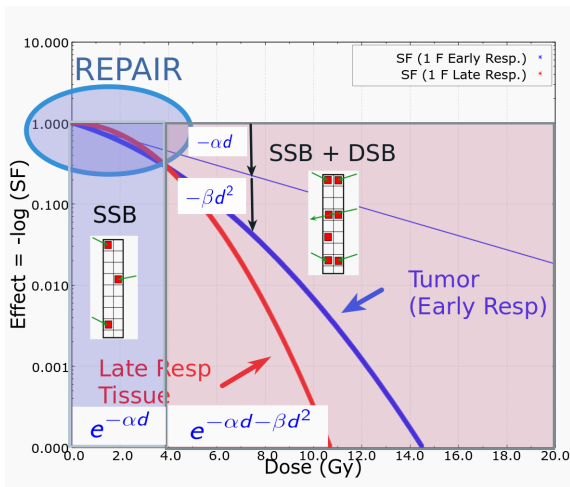 10.000
REPAIR
SF (1 F Early Resp.)
SF (1 F Late Resp.)
1.000
−αd
SSB + DSB
−βd²
0.100
SSB
Effect = -log (SF)
0.010
Tumor
(Early Resp)
0.001
Late Resp
Tissue
e^{−αd}
e^{−αd−βd²}
0.000
0.0 2.0 4.0 6.0 8.0 10.0 12.0 14.0 16.0 18.0 20.0
Dose (Gy)